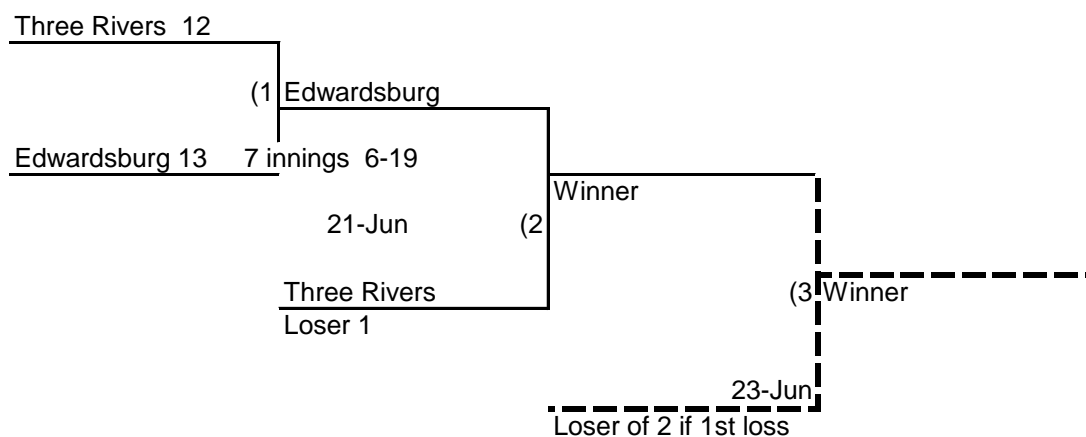 Three Rivers 12
(1 Edwardsburg
Edwardsburg 13 7 innings 6-19
Winner
21-Jun (2
Three Rivers
(3 Winner
Loser 1
23-Jun
Loser of 2 if 1st loss